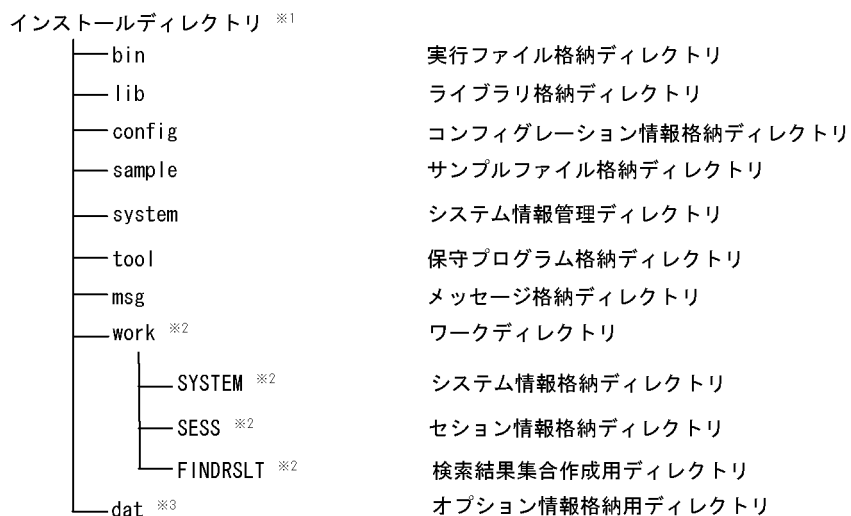 インストールディレクトリ ※1
bin 実行ファイル格納ディレクトリ
lib ライブラリ格納ディレクトリ
config コンフィグレーション情報格納ディレクトリ
sample サンプルファイル格納ディレクトリ
system システム情報管理ディレクトリ
tool 保守プログラム格納ディレクトリ
msg メッセージ格納ディレクトリ
work ※2 ワークディレクトリ
SYSTEM ※2 システム情報格納ディレクトリ
SESS ※2 セション情報格納ディレクトリ
FINDRSLT ※2 検索結果集合作成用ディレクトリ
dat ※3 オプション情報格納用ディレクトリ